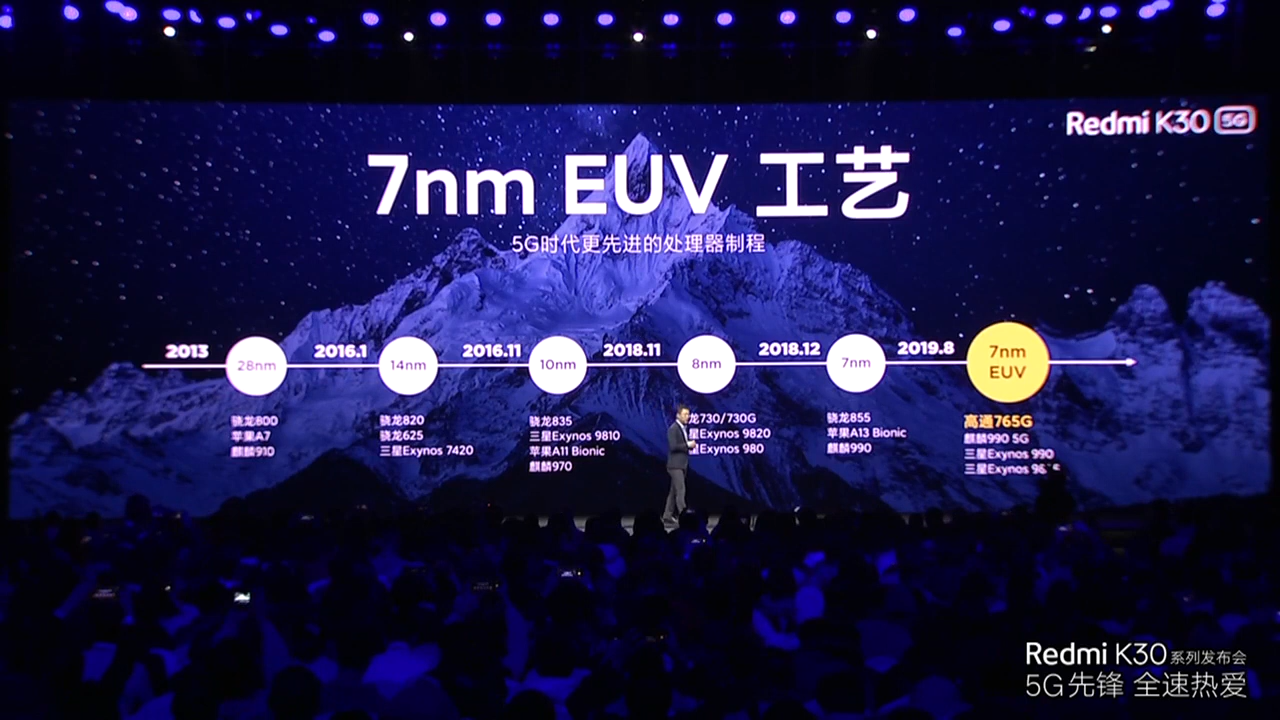 Redmi K30 5G
7nm EUV 工艺
5G时代更先进的处理器制程
2013
28nm
骁龙800
苹果A7
麒麟910
2016.1
14nm
骁龙820
骁龙625
三星Exynos 7420
2016.11
10nm
骁龙835
三星Exynos 9810
苹果A11 Bionic
麒麟970
2018.11
8nm
龙730/730G
Exynos 9820
Exynos 980
2018.12
7nm
骁龙855
苹果A13 Bionic
麒麟990
2019.8
7nm
EUV
高通765G
麒麟990 5G
三星Exynos 990
三星Exynos
Redmi K30系列发布会
5G先锋 全速热爱